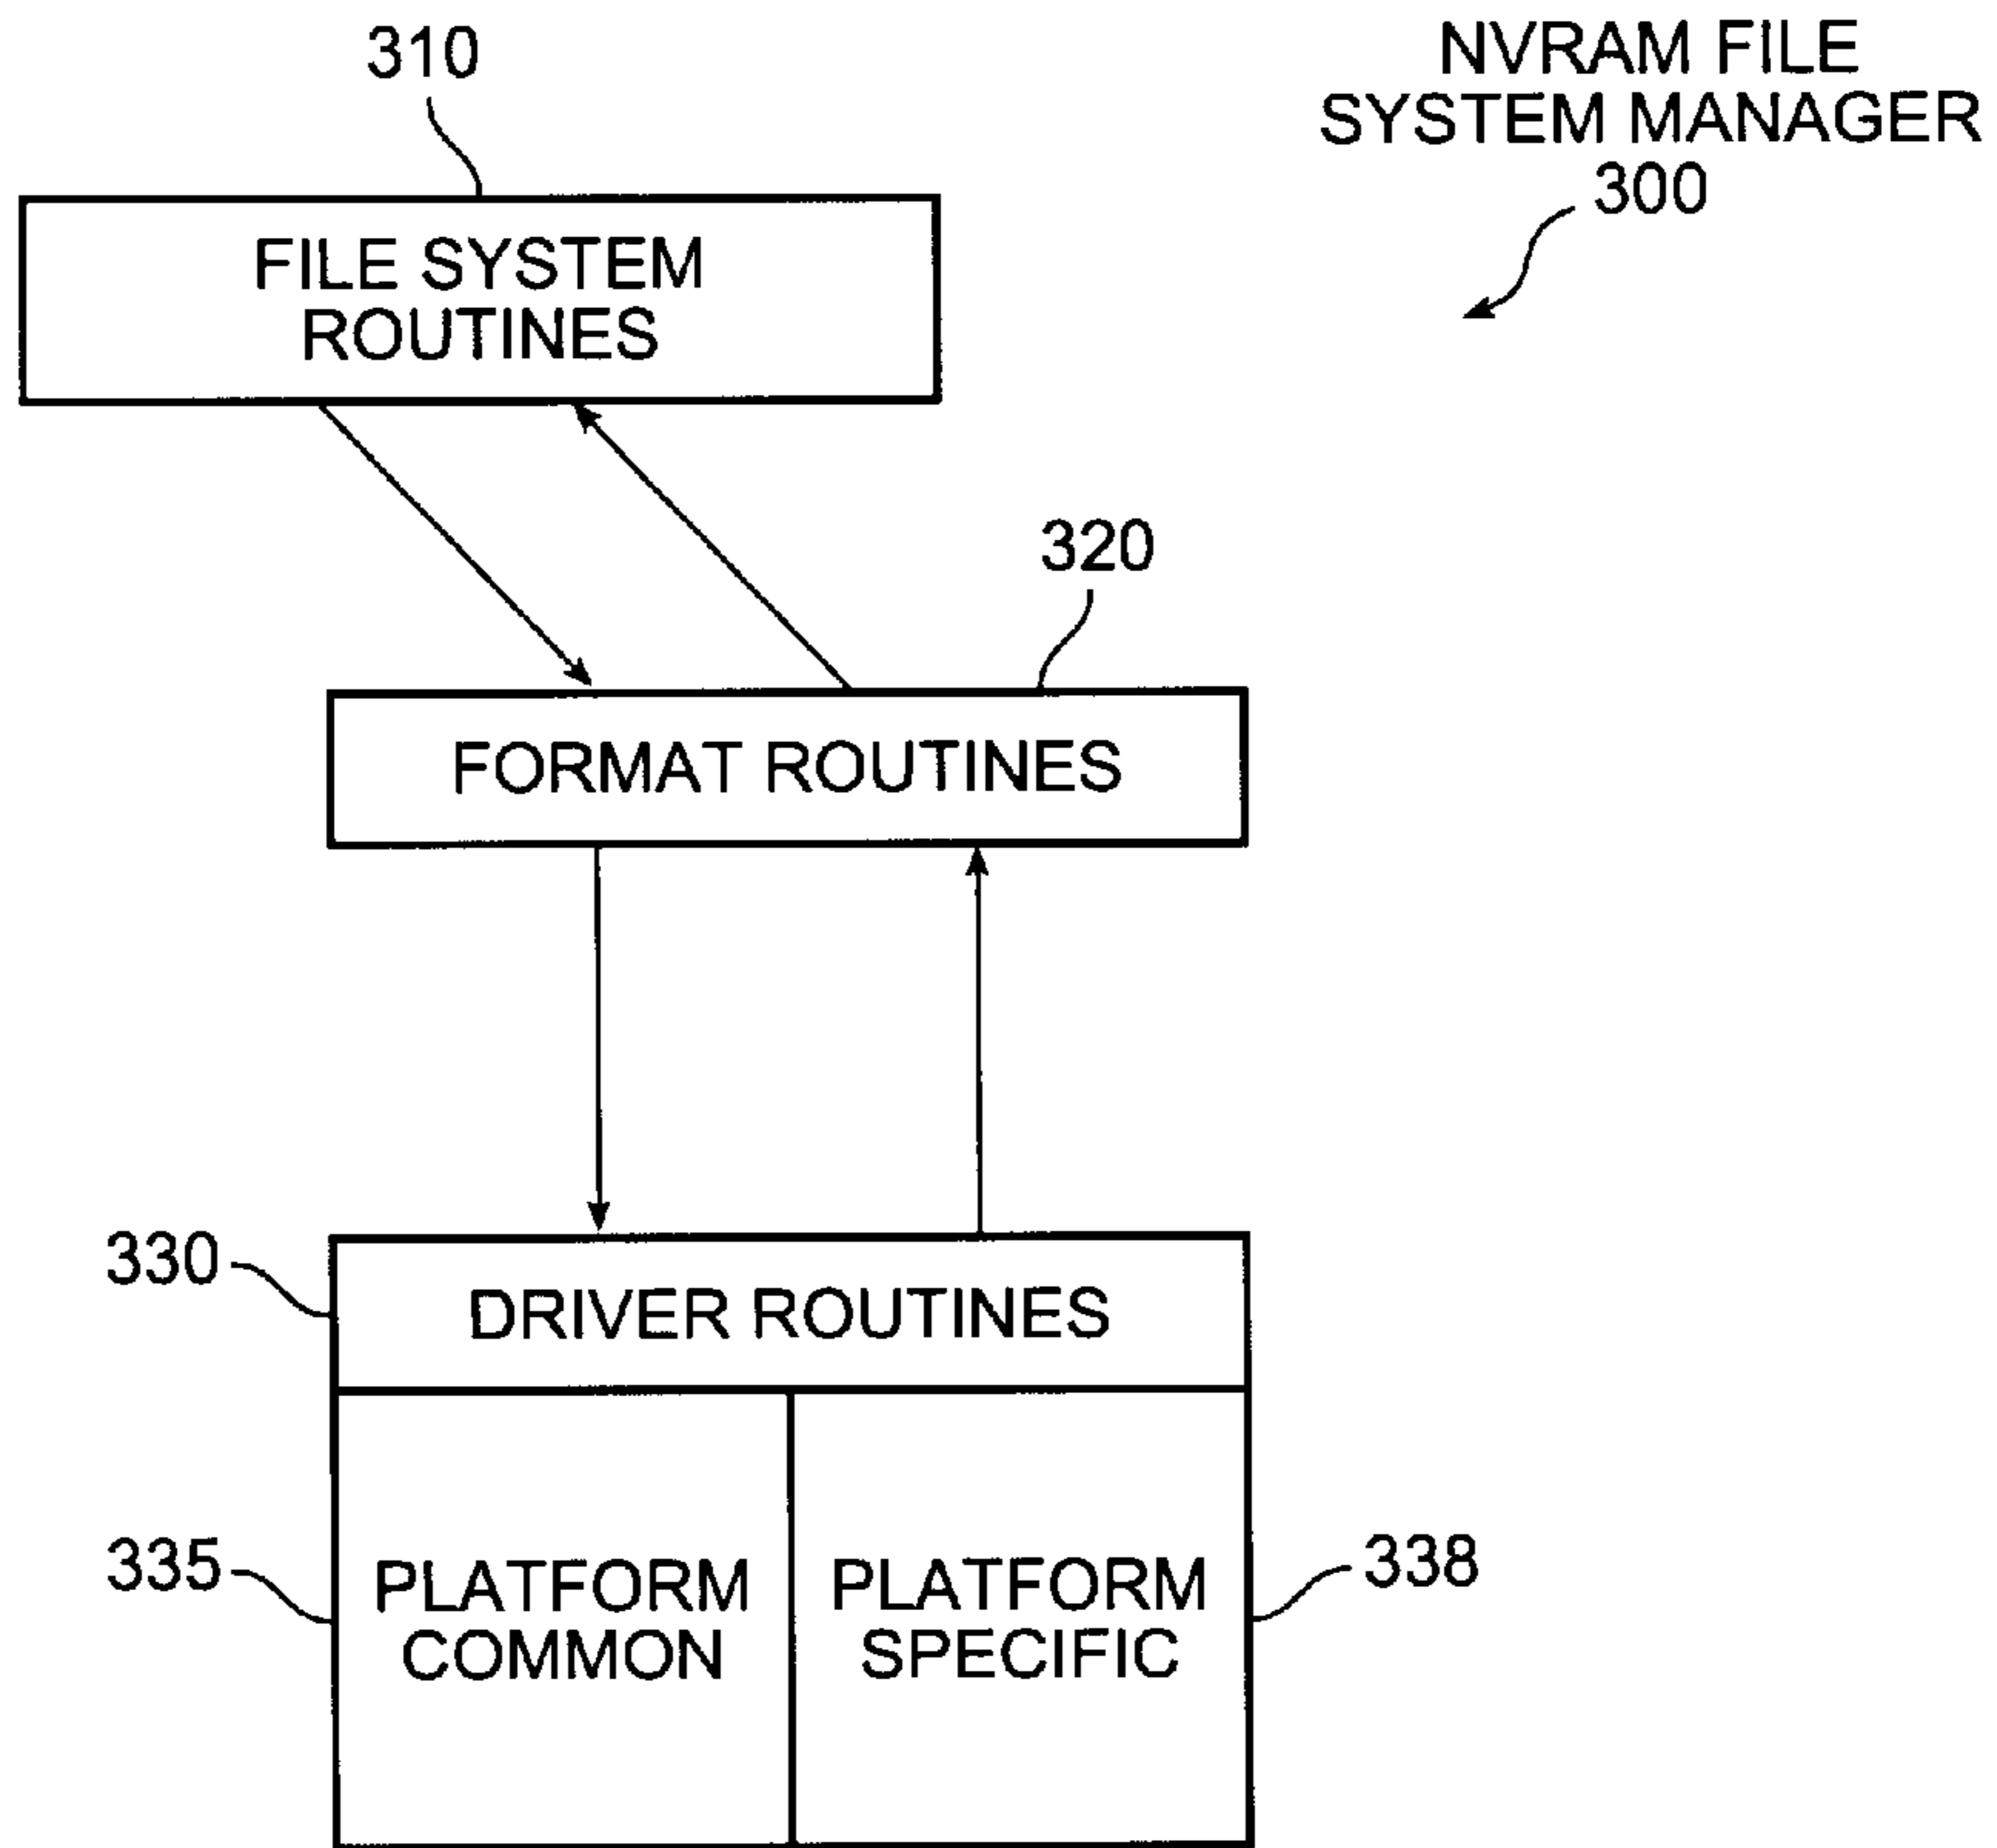 310
NVRAM FILE
SYSTEM MANAGER
300
FILE SYSTEM
ROUTINES
320
FORMAT ROUTINES
330
DRIVER ROUTINES
335
PLATFORM
COMMON
PLATFORM
SPECIFIC
338